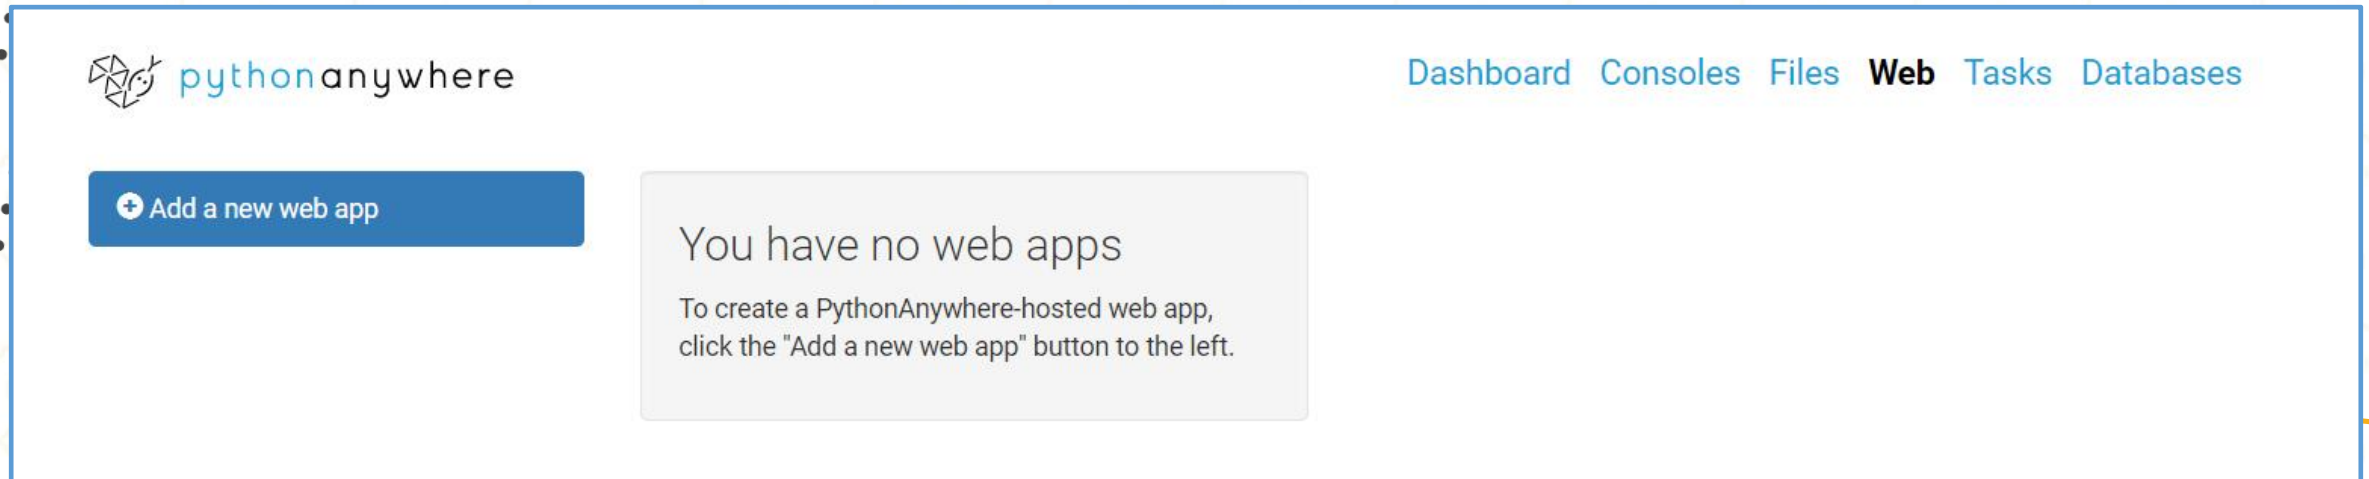 pythonanywhere
Dashboard Consoles Files Web Tasks Databases
Add a new web app
You have no web apps
To create a PythonAnywhere-hosted web app,
click the "Add a new web app" button to the left.